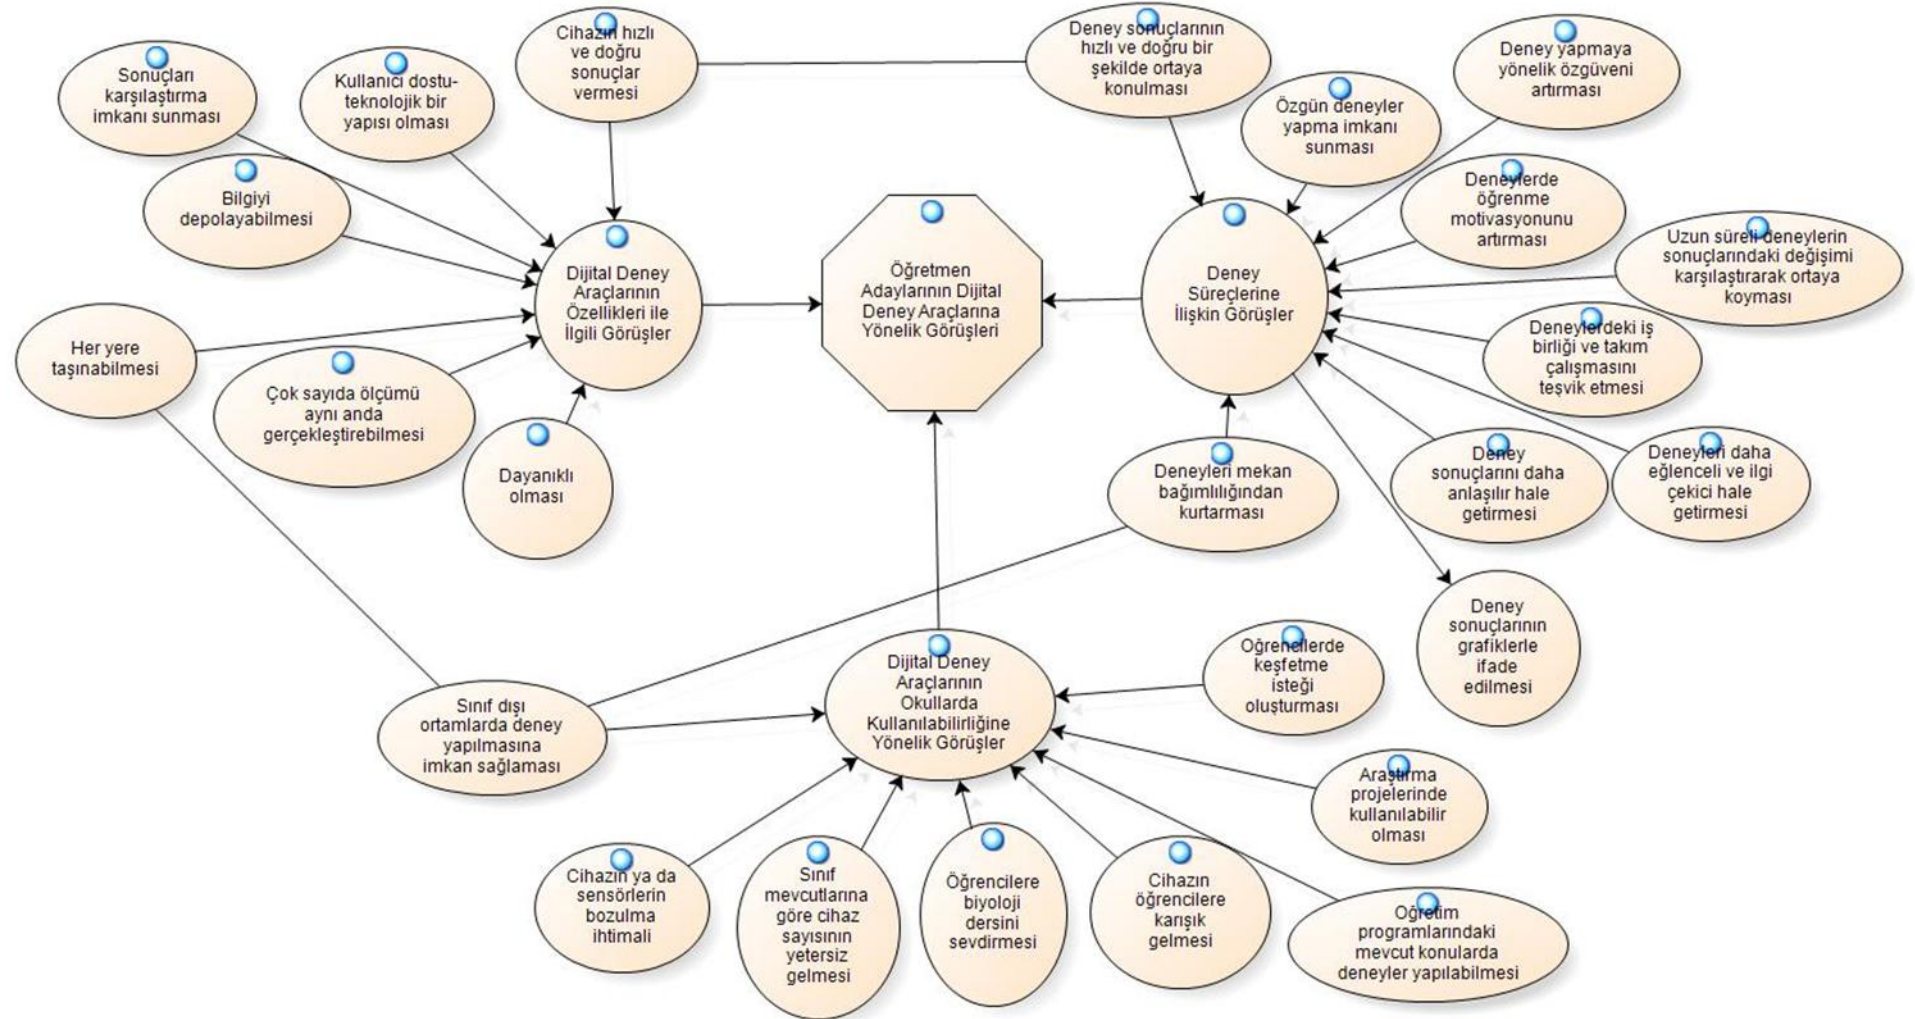 Cihazın hızlı
ve doğru
sonuçlar
vermesi
Deney sonuçlarının
hızlı ve doğru bir
şekilde ortaya
konulması
Deney yapmaya
yönelik özgüveni
artırması
Sonuçları
karşılaştırma
imkanı sunması
Kullanıcı dostu-
teknolojik bir
yapısı olması
Özgün deneyler
yapma imkanı
sunması
Bilgiyi
depolayabilmesi
Deneylerde
öğrenme
motivasyonunu
artırması
Uzun süreli deneylerin
sonuçlarındaki değişimi
karşılaştırarak ortaya
koyması
Dijital Deney
Araçlarının
Özellikleri ile
İlgili Görüşler
Öğretmen
Adaylarının Dijital
Deney Araçlarına
Yönelik Görüşleri
Deney
Süreçlerine
İlişkin Görüşler
Her yere
taşınabilmesi
Deneylerdeki iş
birliği ve takım
çalışmasını
teşvik etmesi
Çok sayıda ölçümü
aynı anda
gerçekleştirebilmesi
Dayanıklı
olması
Deneyleri mekan
bağımlılığından
kurtarması
Deney
sonuçlarını daha
anlaşılır hale
getirmesi
Deneyleri daha
eğlenceli ve ilgi
çekici hale
getirmesi
Deney
sonuçlarının
grafiklerle
ifade
edilmesi
Dijital Deney
Araçlarının
Okullarda
Kullanılabilirliğine
Yönelik Görüşler
Öğrencilerde
keşfetme
isteği
oluşturması
Sınıf dışı
ortamlarda deney
yapılmasına
imkan sağlaması
Araştırma
projelerinde
kullanılabilir
olması
Cihazın ya da
sensörlerin
bozulma
ihtimali
Sınıf
mevcutlarına
göre cihaz
sayısının
yetersiz
gelmesi
Öğrencilere
biyoloji
dersini
sevdirmesi
Cihazın
öğrencilere
karışık
gelmesi
Öğretim
programlarındaki
mevcut konularda
deneyler yapılabilmesi